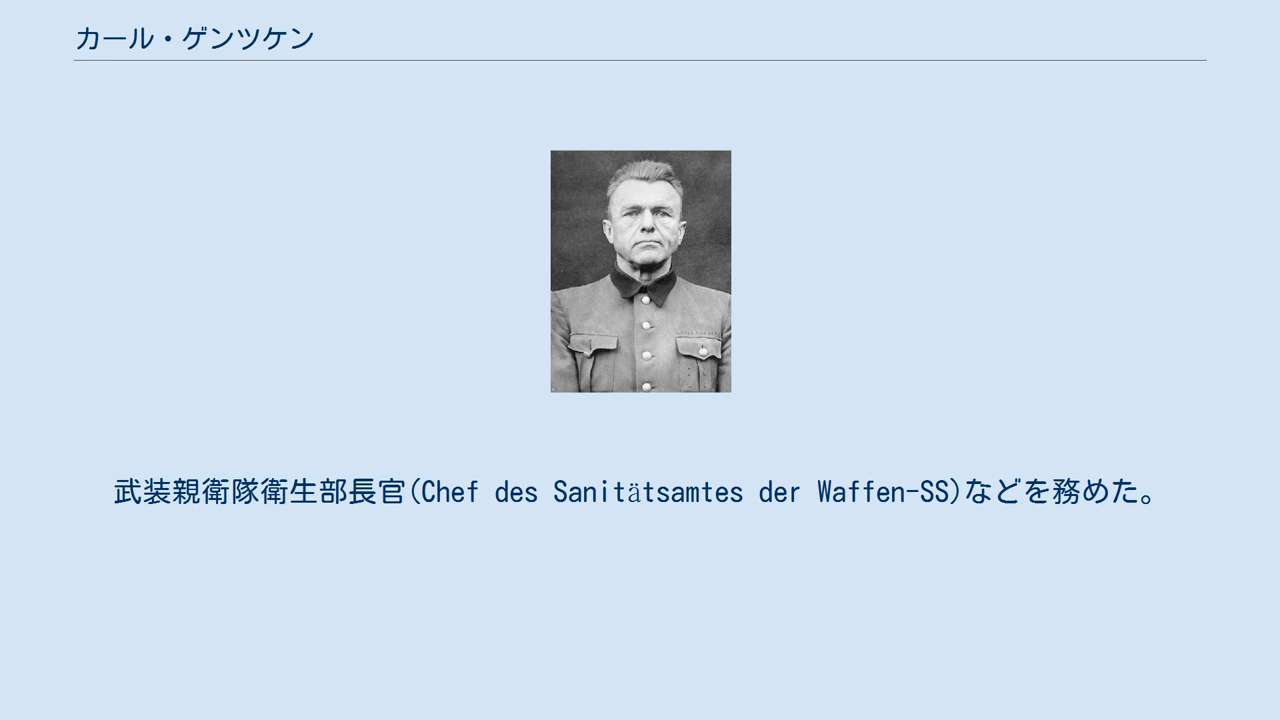 カール・ゲンツケン
武装親衛隊衛生部長官(Chef des Sanitätsamtes der Waffen-SS)などを務めた。